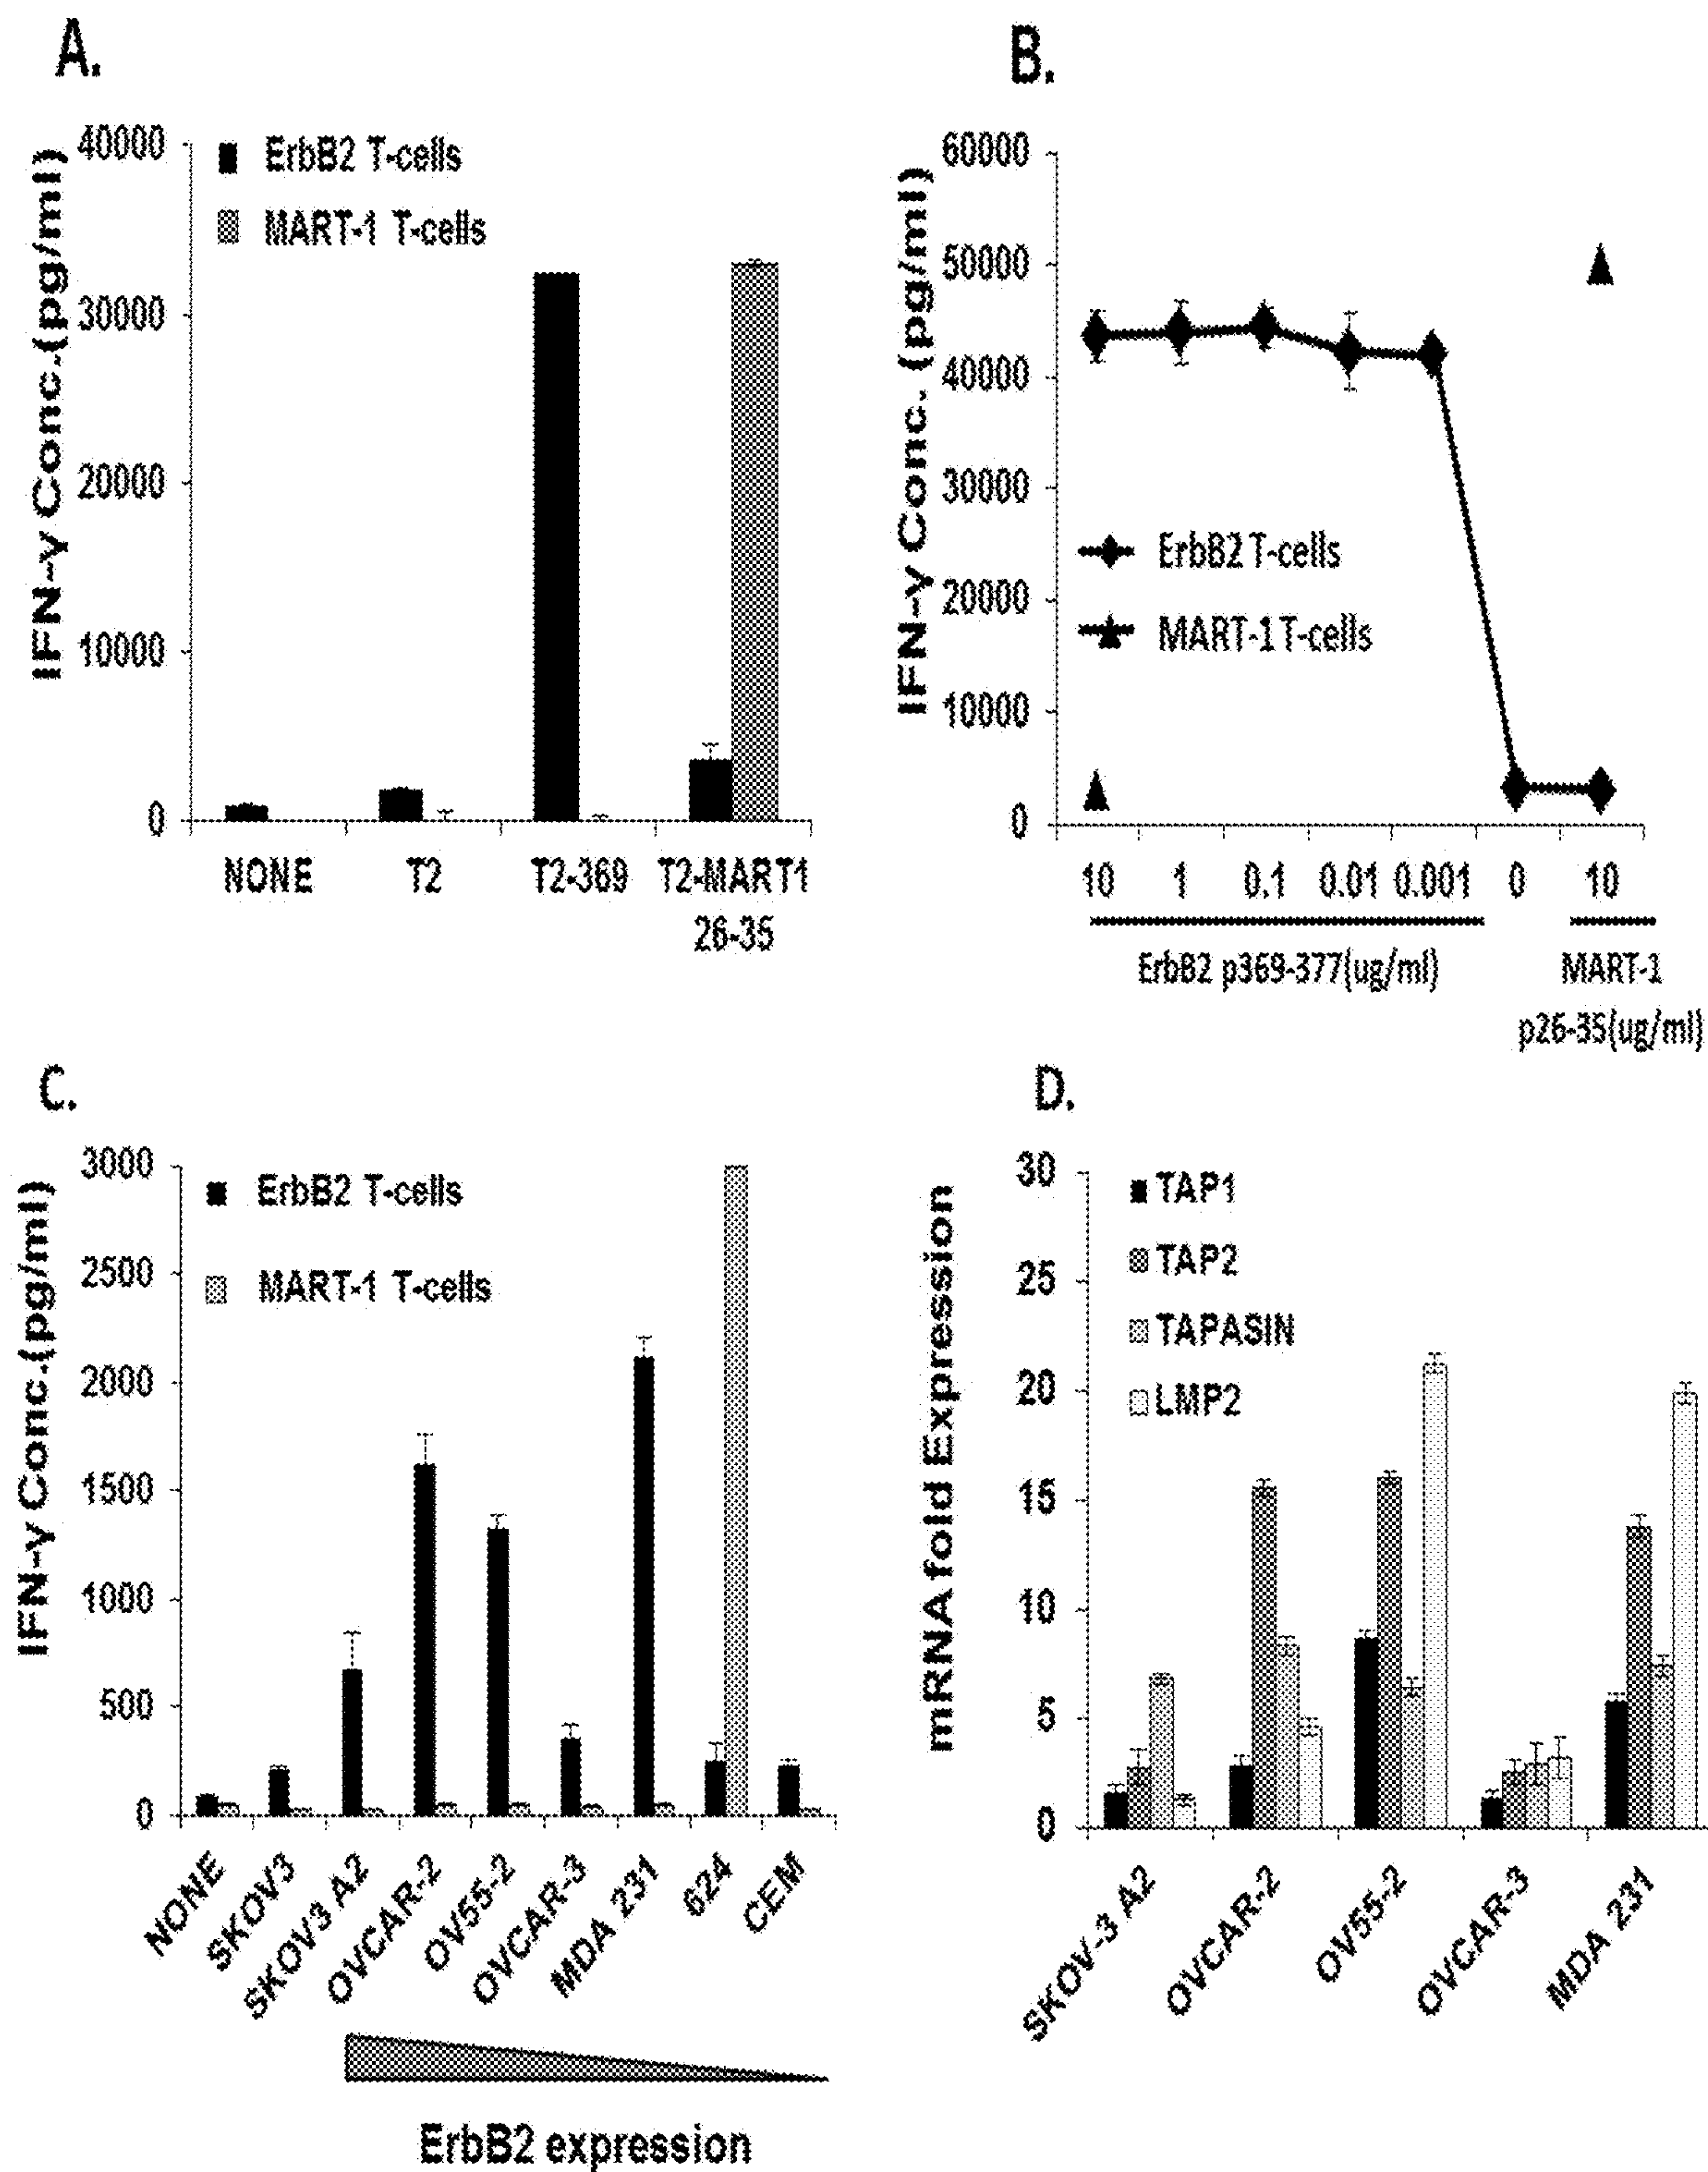 A.
IFN-γ Conc.(pg/ml)
40000
30000
20000
10000
0
ErbB2 T-cells
MART-1 T-cells
NONE T2 T2-369 T2-MART1
26-35
B.
IFN-γ Conc. (pg/ml)
60000
50000
40000
30000
20000
10000
0
ErbB2 T-cells
MART-1 T-cells
10 1 0.1 0.01 0.001 0 10
ErbB2 p369-377(ug/ml)
MART-1
p26-35(ug/ml)
C.
IFN-γ Conc.(pg/ml)
3000
2500
2000
1500
1000
500
0
ErbB2 T-cells
MART-1 T-cells
NONE
SKOV3
SKOV3 A2
OVCAR-2
OV55-2
OVCAR-3
MDA 231
624
CEM
ErbB2 expression
D.
mRNA fold Expression
30
25
20
15
10
5
0
TAP1
TAP2
TAPASIN
LMP2
SKOV-3 A2
OVCAR-2
OV55-2
OVCAR-3
MDA 231